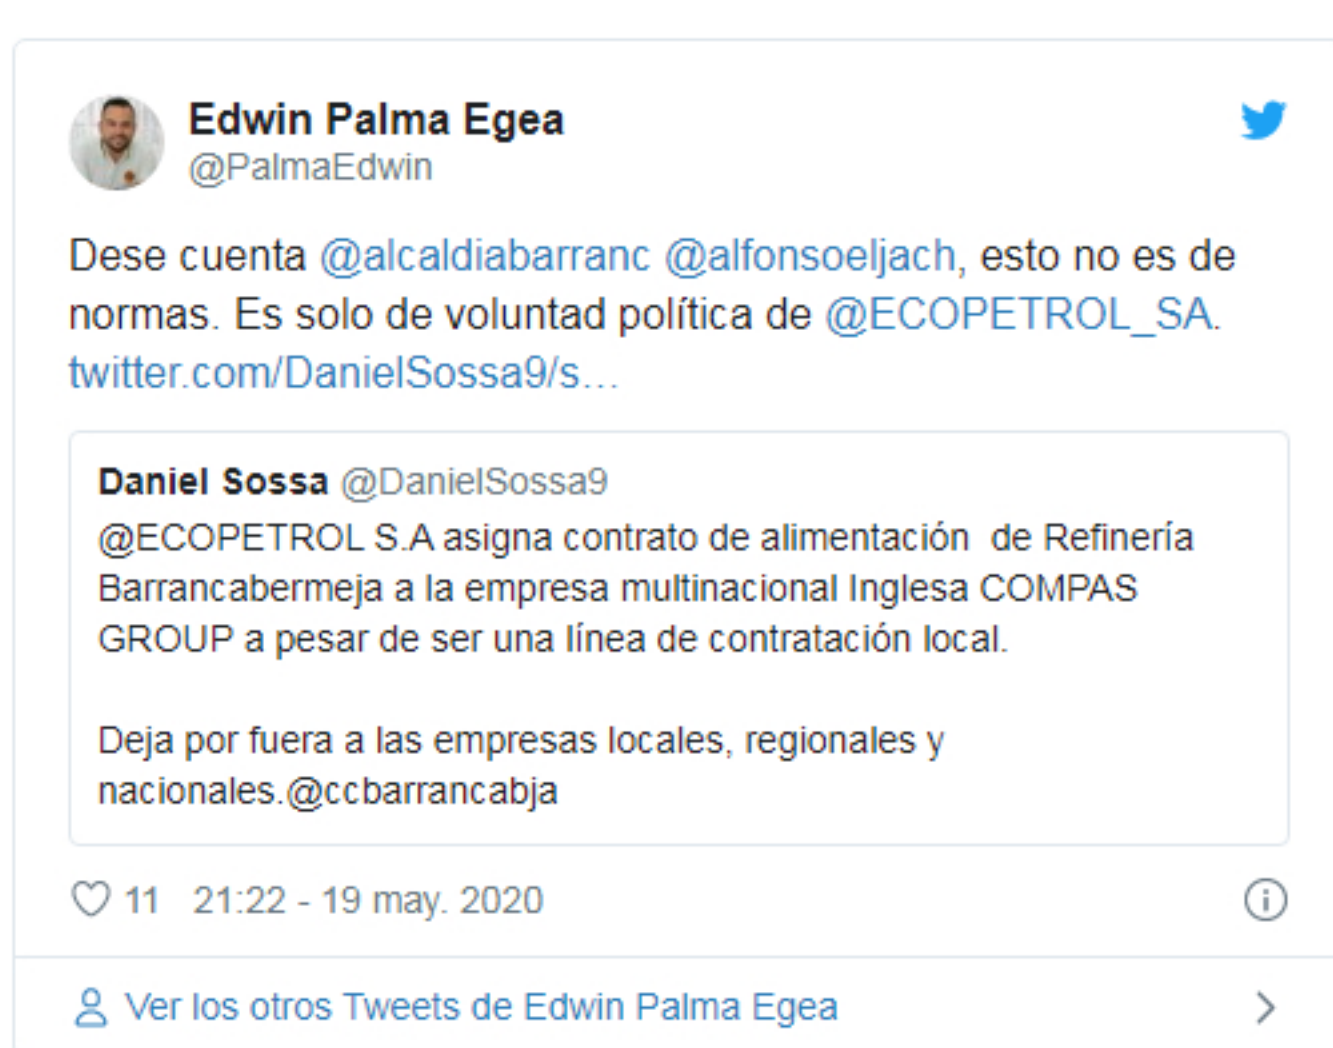 Edwin Palma Egea
@PalmaEdwin
Dese cuenta @alcaldiabarranc @alfonsoeljach, esto no es de
normas. Es solo de voluntad política de @ECOPETROL_SA.
twitter.com/DanielSossa9/s…
Daniel Sossa @DanielSossa9
@ECOPETROL S.A asigna contrato de alimentación  de Refinería
Barrancabermeja a la empresa multinacional Inglesa COMPAS
GROUP a pesar de ser una línea de contratación local.
Deja por fuera a las empresas locales, regionales y
nacionales.@ccbarrancabja
11 21:22 - 19 may. 2020
Ver los otros Tweets de Edwin Palma Egea